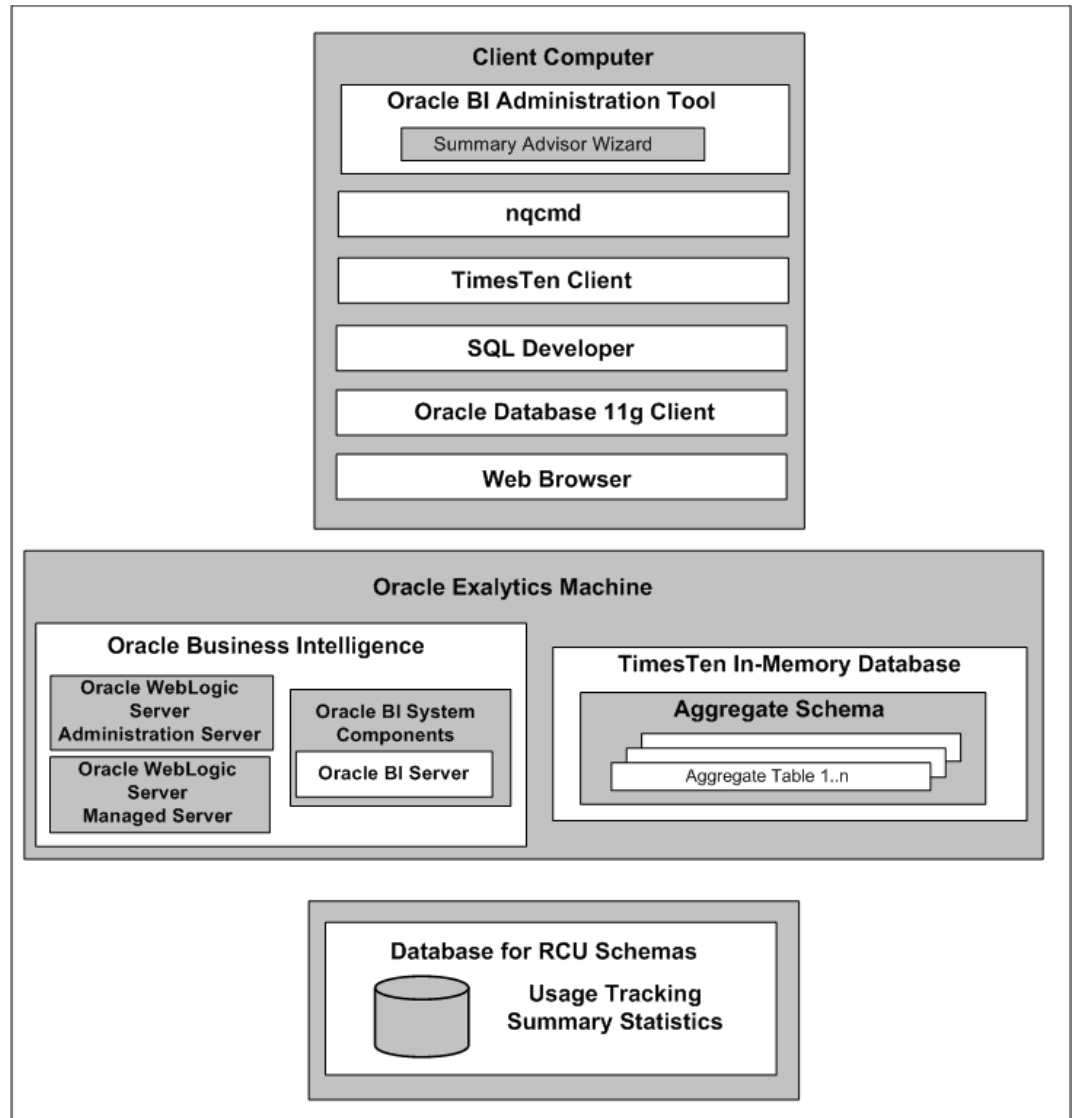 Client Computer
Oracle BI Administration Tool
Summary Advisor Wizard
nqcmd
TimesTen Client
SQL Developer
Oracle Database 11g Client
Web Browser
Oracle Exalytics Machine
Oracle Business Intelligence
Oracle WebLogic
Server
Administration Server
Oracle WebLogic
Server
Managed Server
Oracle BI System
Components
Oracle BI Server
TimesTen In-Memory Database
Aggregate Schema
Aggregate Table 1..n
Database for RCU Schemas
Usage Tracking
Summary Statistics